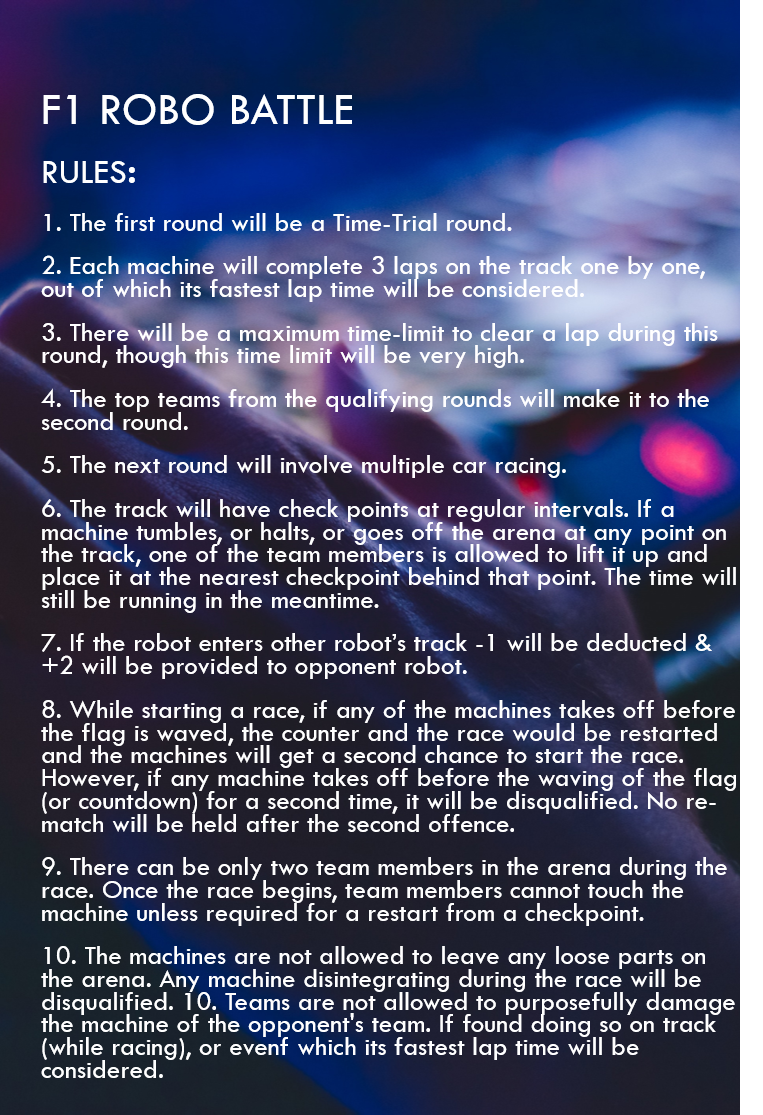 F1 ROBO BATTLE
RULES:
1. The first round will be a Time-Trial round.
2. Each machine will complete 3 laps on the track one by one,
out of which its fastest lap time will be considered.
3. There will be a maximum time-limit to clear a lap during this
round, though this time limit will be very high.
4. The top teams from the qualifying rounds will make it to the
second round.
5. The next round will involve multiple car racing.
6. The track will have check points at regular intervals. If a
machine tumbles, or halts, or goes off the arena at any point on
the track, one of the team members is allowed to lift it up and
place it at the nearest checkpoint behind that point. The time will
still be running in the meantime.
7. If the robot enters other robot’s track -1 will be deducted &
+2 will be provided to opponent robot.
8. While starting a race, if any of the machines takes off before
the flag is waved, the counter and the race would be restarted
and the machines will get a second chance to start the race.
However, if any machine takes off before the waving of the flag
(or countdown) for a second time, it will be disqualified. No re-
match will be held after the second offence.
9. There can be only two team members in the arena during the
race. Once the race begins, team members cannot touch the
machine unless required for a restart from a checkpoint.
10. The machines are not allowed to leave any loose parts on
the arena. Any machine disintegrating during the race will be
disqualified. 10. Teams are not allowed to purposefully damage
the machine of the opponent's team. If found doing so on track
(while racing), or evenf which its fastest lap time will be
considered.